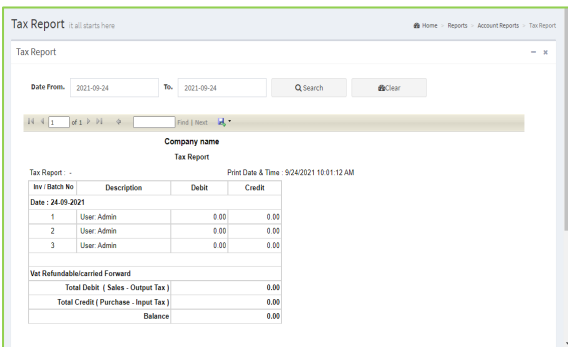 Tax Report it all starts here
Home > Reports > Account Reports > Tax Report
Tax Report
Date From. 2021-09-24 To. 2021-09-24 Search Clear
1 of 1 Find | Next
Company name
Tax Report
Tax Report : - Print Date & Time : 9/24/2021 10:01:12 AM
Inv / Batch No Description Debit Credit
Date : 24-09-2021
1 User: Admin 0.00 0.00
2 User: Admin 0.00 0.00
3 User: Admin 0.00 0.00
Vat Refundable/carried Forward
Total Debit ( Sales - Output Tax ) 0.00
Total Credit ( Purchase - Input Tax ) 0.00
Balance 0.00